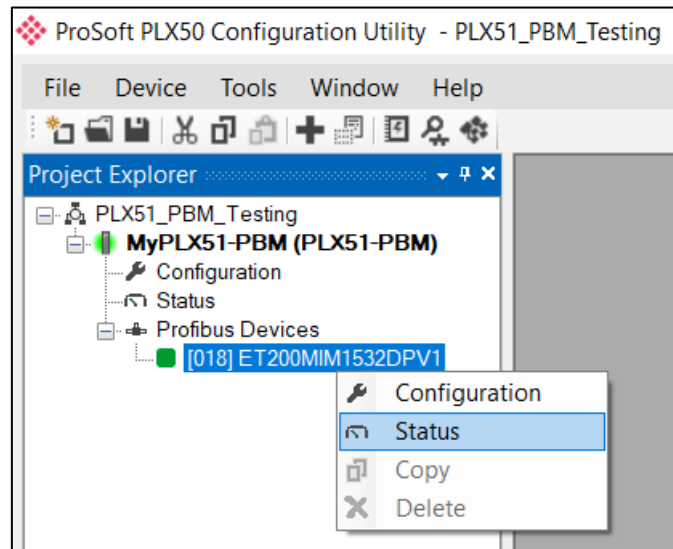 ProSoft PLX50 Configuration Utility - PLX51_PBM_Testing
File Device Tools Window Help
Project Explorer
PLX51_PBM_Testing
MyPLX51-PBM (PLX51-PBM)
Configuration
Status
Profibus Devices
[018] ET200MIM1532DPV1
Configuration
Status
Copy
Delete